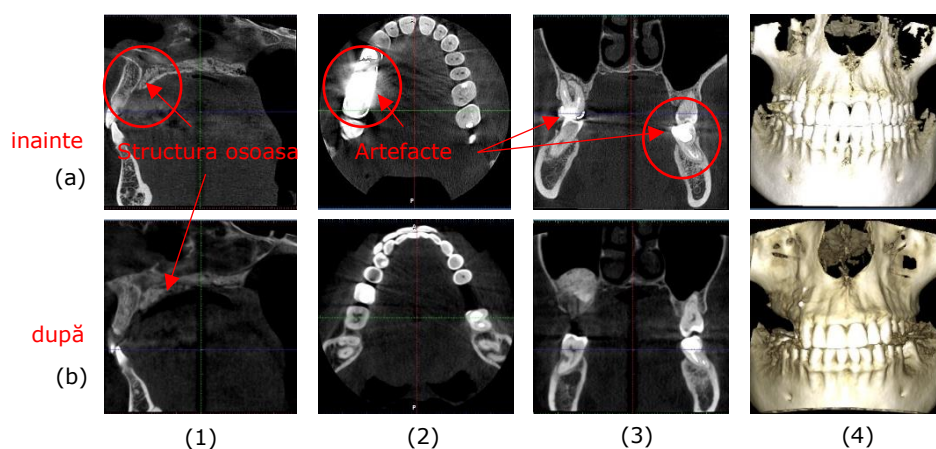 inainte
(a)
Structura osoasa
Artefacte
P
după
(b)
A
P
(1)
(2)
(3)
(4)